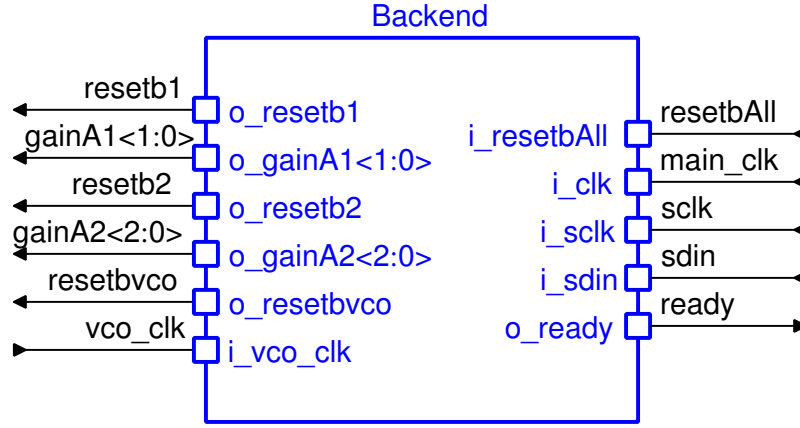 Backend
resetb1
o_resetb1
gainA1<1:0>
o_gainA1<1:0>
resetb2
o_resetb2
gainA2<2:0>
o_gainA2<2:0>
resetbvco
o_resetbvco
vco_clk
i_vco_clk
resetbAll
i_resetbAll
main_clk
i_clk
sclk
i_sclk
sdin
i_sdin
ready
o_ready